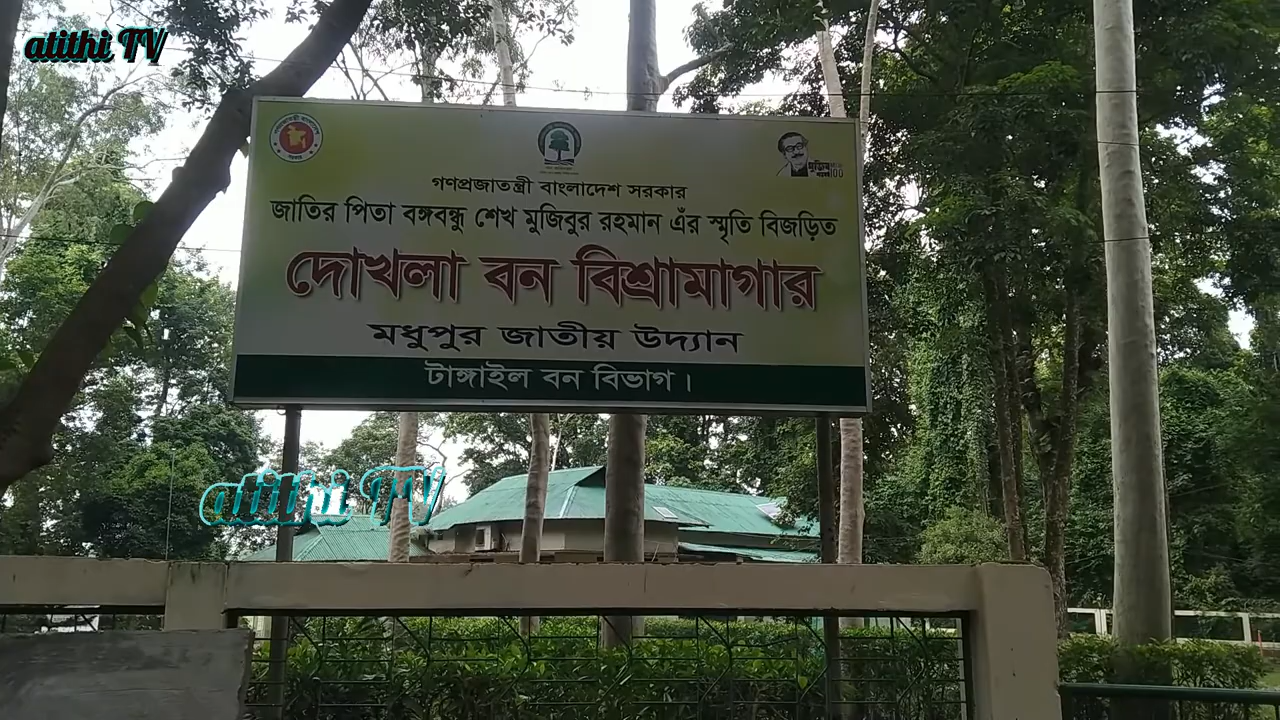 atithi TV
গণপ্রজাতন্ত্রী বাংলাদেশ সরকার
জাতির পিতা বঙ্গবন্ধু শেখ মুজিবুর রহমান এঁর স্মৃতি বিজড়িত
দোখলা বন বিশ্রামাগার
মধুপুর জাতীয় উদ্যান
টাঙ্গাইল বন বিভাগ।
atithi TV